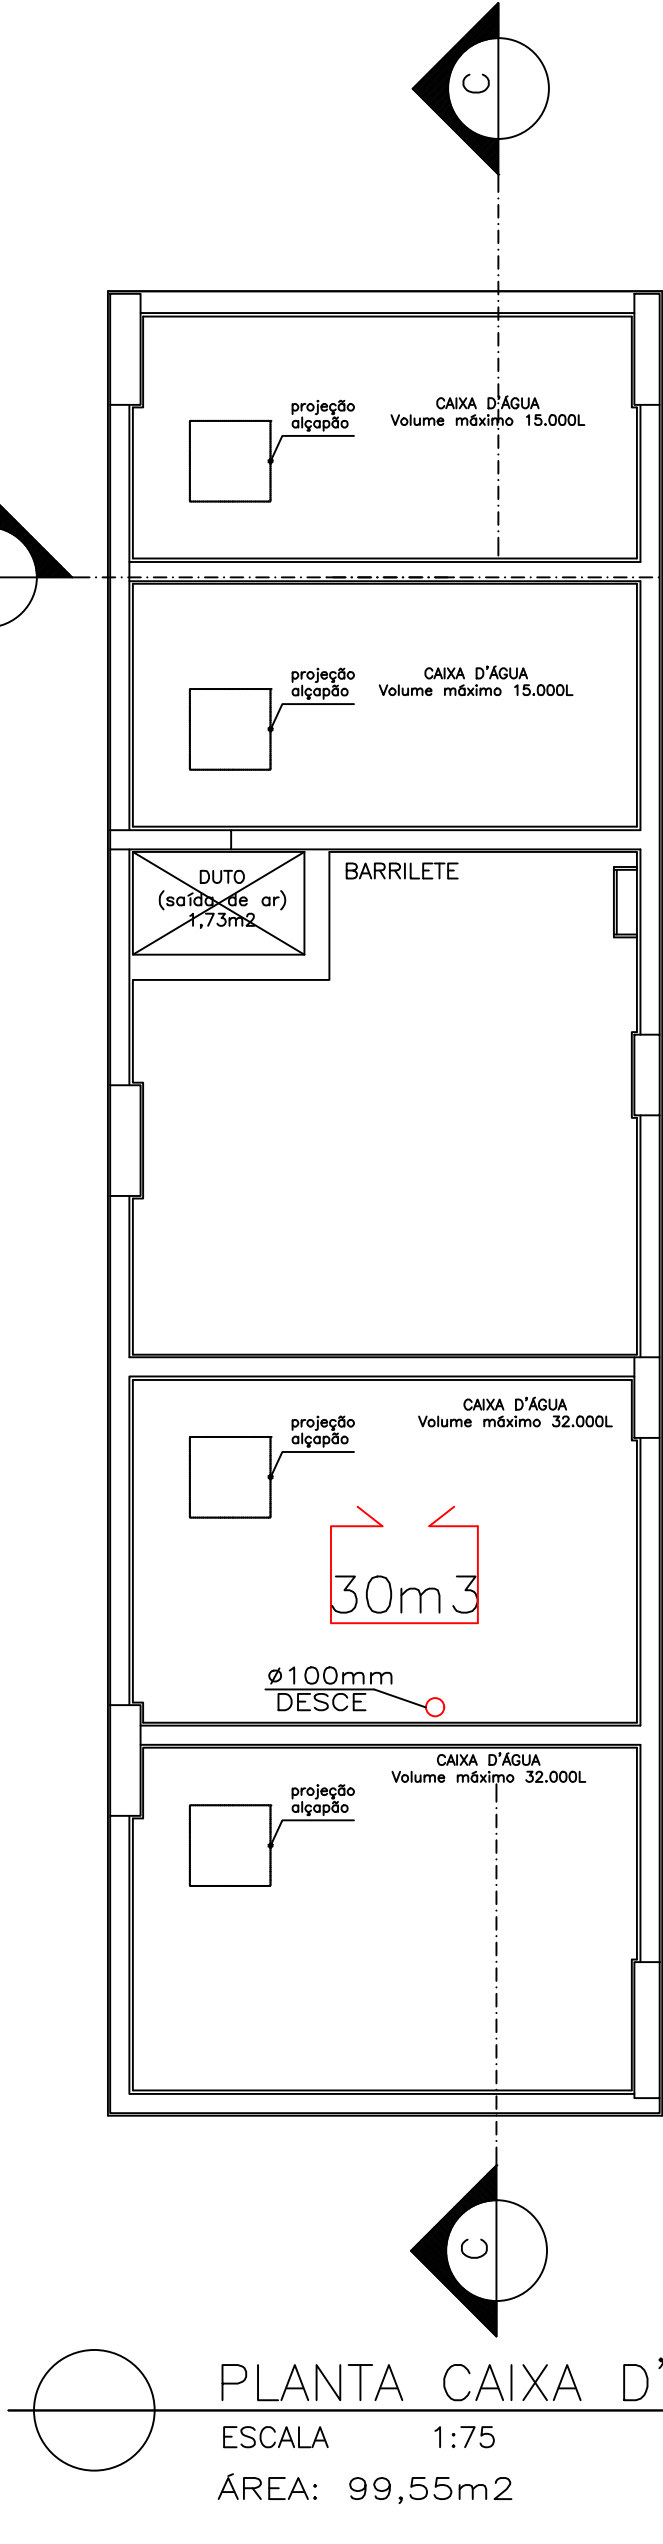 C
projeção
alçapão
CAIXA D'ÁGUA
Volume máximo 15.000L
projeção
alçapão
CAIXA D'ÁGUA
Volume máximo 15.000L
DUTO
(saída de ar)
1,73m2
BARRILETE
CAIXA D'ÁGUA
Volume máximo 32.000L
projeção
alçapão
30m3
ø100mm
DESCE
CAIXA D'ÁGUA
Volume máximo 32.000L
projeção
alçapão
C
PLANTA CAIXA D'
ESCALA 1:75
ÁREA: 99,55m2